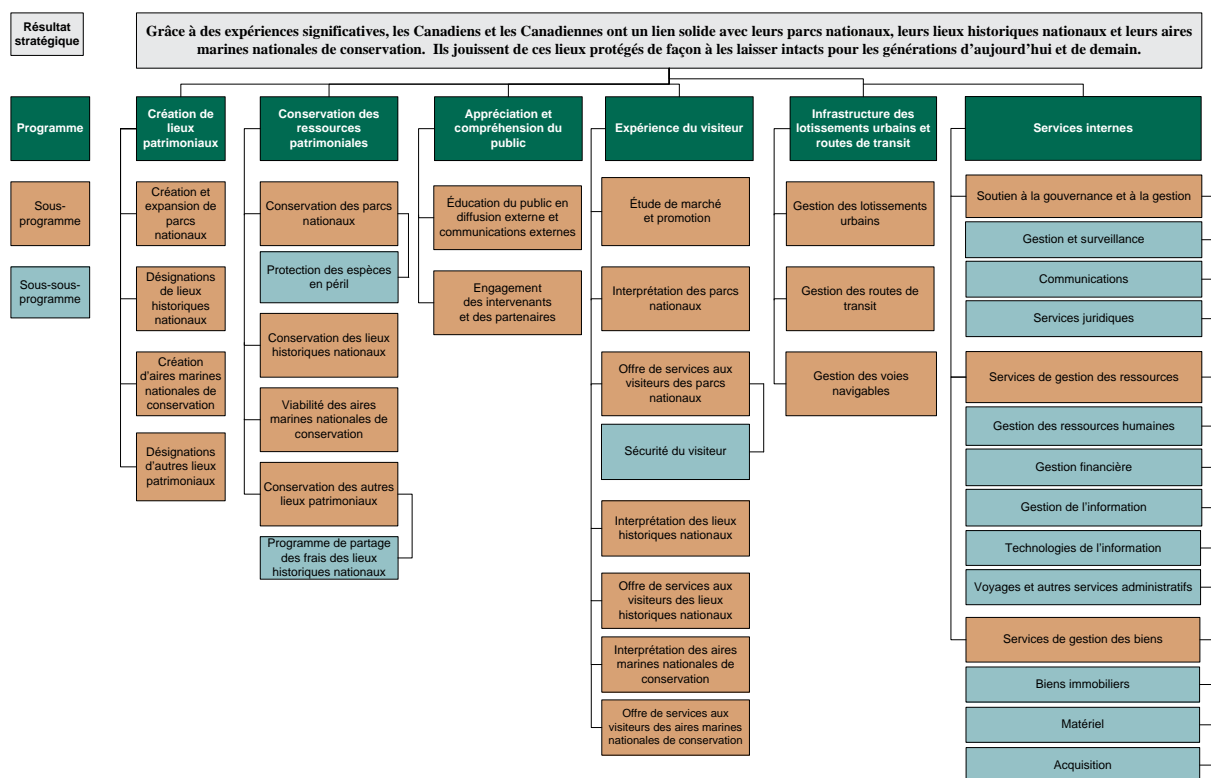 Résultat
stratégique
Grâce à des expériences significatives, les Canadiens et les Canadiennes ont un lien solide avec leurs parcs nationaux, leurs lieux historiques nationaux et leurs aires
marines nationales de conservation. Ils jouissent de ces lieux protégés de façon à les laisser intacts pour les générations d'aujourd'hui et de demain.
Programme
Sous-
programme
Sous-sous-
programme
Création de
lieux
patrimoniaux
Création et
expansion de
parcs
nationaux
Désignations
de lieux
historiques
nationaux
Création
d'aires marines
nationales de
conservation
Désignations
d'autres lieux
patrimoniaux
Conservation des
ressources
patrimoniales
Conservation des parcs
nationaux
Protection des espèces
en péril
Conservation des lieux
historiques nationaux
Viabilité des aires
marines nationales de
conservation
Conservation des autres
lieux patrimoniaux
Programme de partage
des frais des lieux
historiques nationaux
Appréciation et
compréhension du
public
Éducation du public en
diffusion externe et
communications externes
Engagement
des intervenants
et des partenaires
Expérience du visiteur
Étude de marché
et promotion
Interprétation des parcs
nationaux
Offre de services aux
visiteurs des parcs
nationaux
Sécurité du visiteur
Interprétation des lieux
historiques nationaux
Offre de services aux
visiteurs des lieux
historiques nationaux
Interprétation des aires
marines nationales de
conservation
Offre de services aux
visiteurs des aires marines
nationales de conservation
Infrastructure des
lotissements urbains et
routes de transit
Gestion des lotissements
urbains
Gestion des routes de
transit
Gestion des voies
navigables
Services internes
Soutien à la gouvernance et à la gestion
Gestion et surveillance
Communications
Services juridiques
Services de gestion des ressources
Gestion des ressources humaines
Gestion financière
Gestion de l'information
Technologies de l'information
Voyages et autres services administratifs
Services de gestion des biens
Biens immobiliers
Matériel
Acquisition